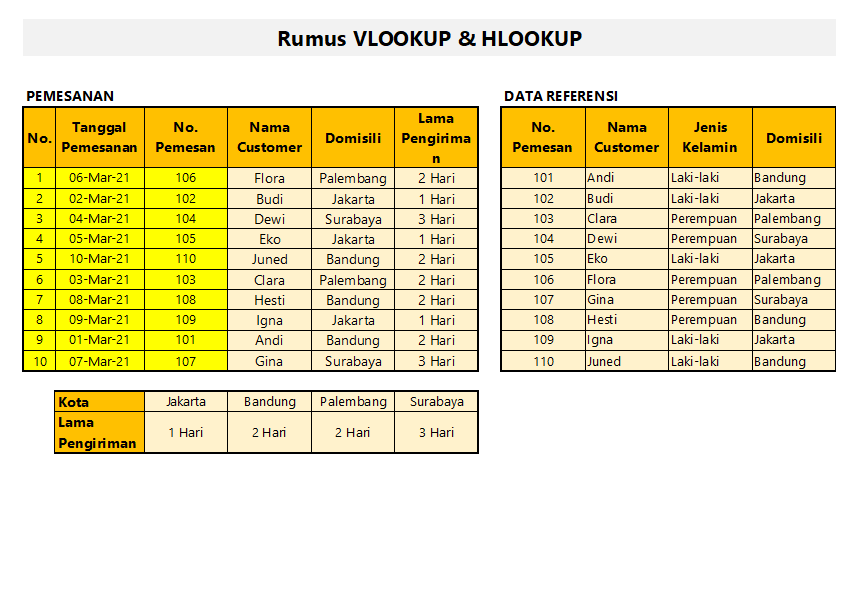 Rumus VLOOKUP & HLOOKUP
PEMESANAN
No. Tanggal Pemesanan No. Pemesan Nama Customer Domisili Lama Pengiriman
1 06-Mar-21 106 Flora Palembang 2 Hari
2 02-Mar-21 102 Budi Jakarta 1 Hari
3 04-Mar-21 104 Dewi Surabaya 3 Hari
4 05-Mar-21 105 Eko Jakarta 1 Hari
5 10-Mar-21 110 Juned Bandung 2 Hari
6 03-Mar-21 103 Clara Palembang 2 Hari
7 08-Mar-21 108 Hesti Bandung 2 Hari
8 09-Mar-21 109 Igna Jakarta 1 Hari
9 01-Mar-21 101 Andi Bandung 2 Hari
10 07-Mar-21 107 Gina Surabaya 3 Hari
Kota Jakarta Bandung Palembang Surabaya
Lama Pengiriman 1 Hari 2 Hari 2 Hari 3 Hari
DATA REFERENSI
No. Pemesan Nama Customer Jenis Kelamin Domisili
101 Andi Laki-laki Bandung
102 Budi Laki-laki Jakarta
103 Clara Perempuan Palembang
104 Dewi Perempuan Surabaya
105 Eko Laki-laki Jakarta
106 Flora Perempuan Palembang
107 Gina Perempuan Surabaya
108 Hesti Perempuan Bandung
109 Igna Laki-laki Jakarta
110 Juned Laki-laki Bandung